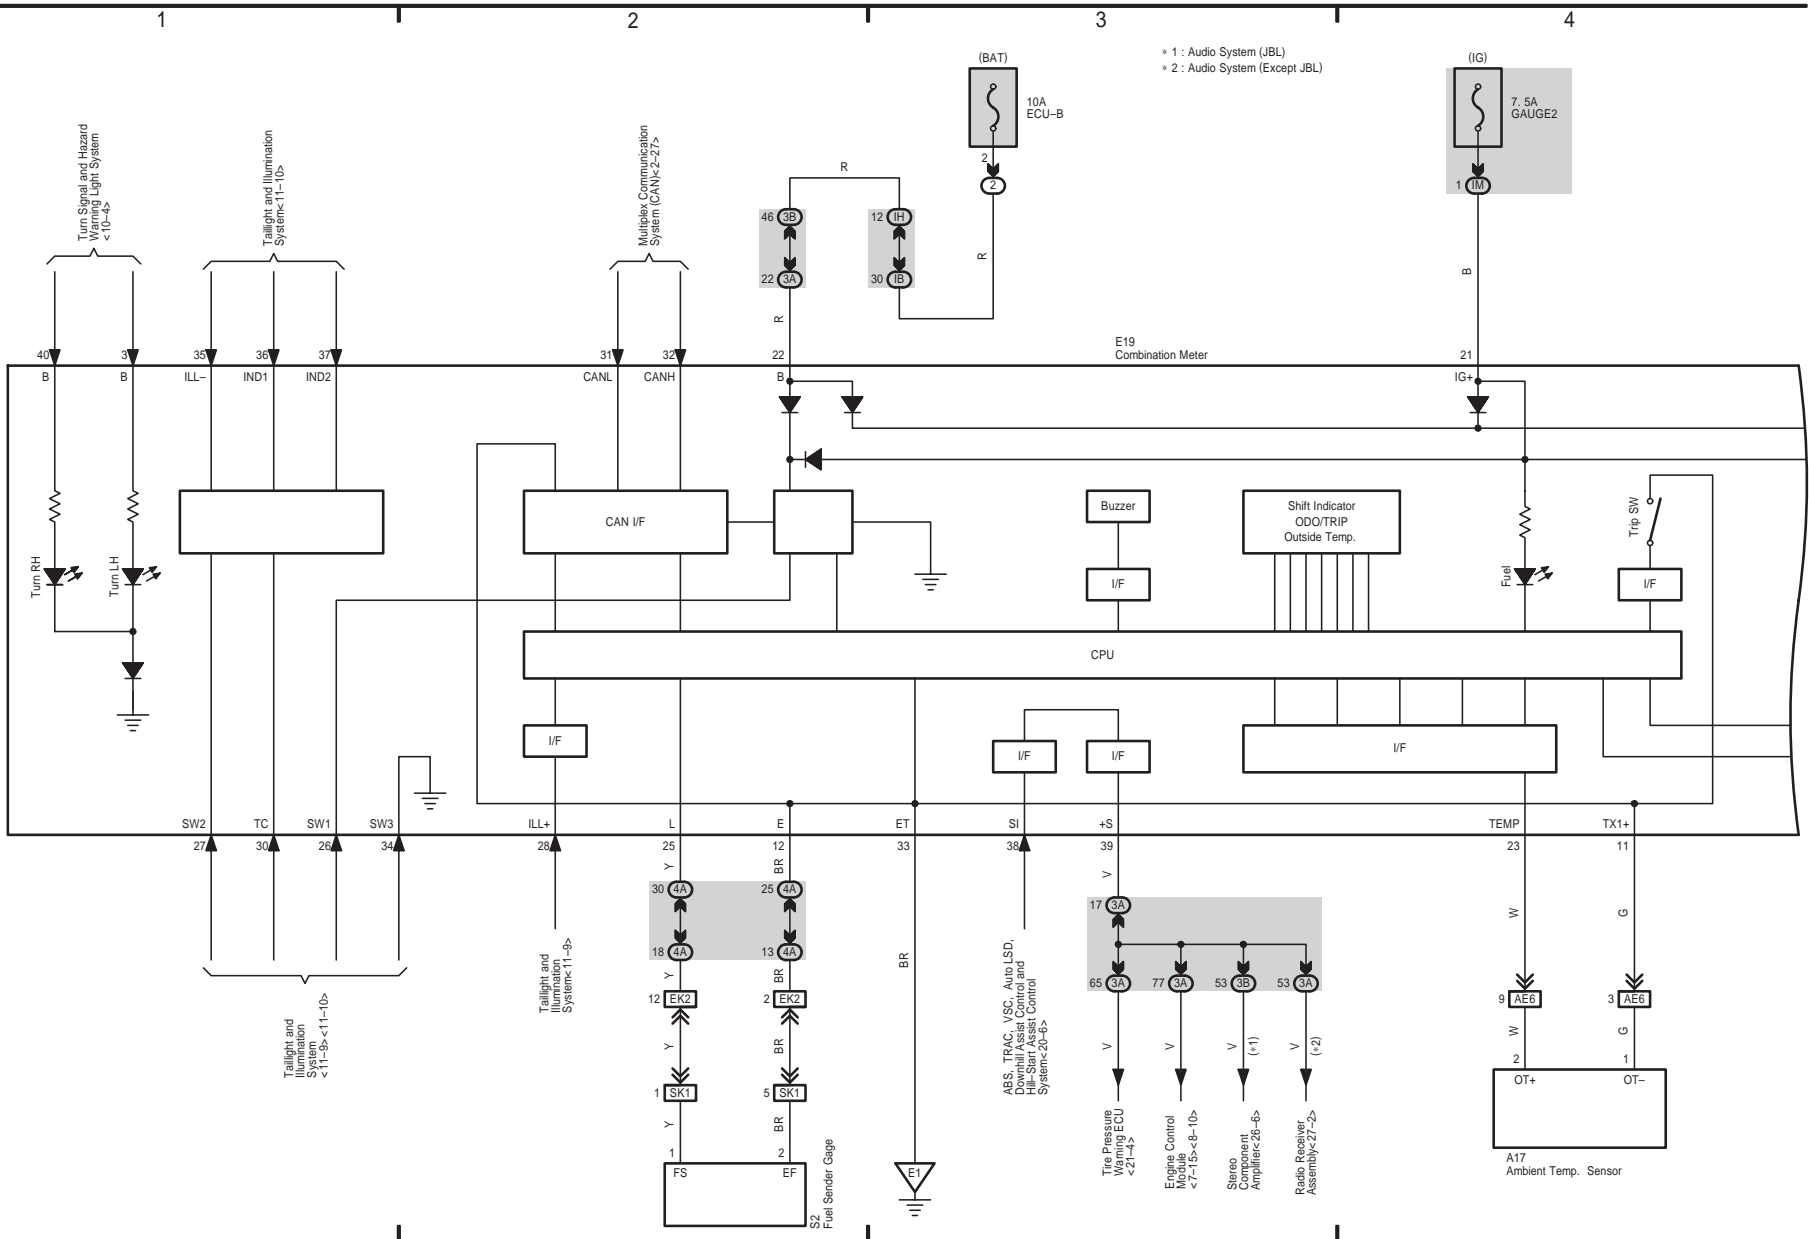 1
2
3
4
* 1 : Audio System (JBL)
* 2 : Audio System (Except JBL)
(BAT)
10A
ECU–B
2
2
(IG)
7. 5A
GAUGE2
1
IM
Turn Signal and Hazard
Warning Light System
<10–4>
Taillight and Illumination
System<11–10>
Multiplex Communication
System (CAN)<2–27>
R
46
3B
12
IH
22
3A
30
IB
R
R
B
E19
Combination Meter
40
3
35
36
37
31
32
22
21
B
B
ILL–
IND1
IND2
CANL
CANH
B
IG+
CAN I/F
Buzzer
Shift Indicator
ODO/TRIP
Outside Temp.
Trip SW
Turn RH
Turn LH
I/F
Fuel
I/F
CPU
I/F
I/F
I/F
I/F
SW2
TC
SW1
SW3
ILL+
L
E
ET
SI
+S
TEMP
TX1+
27
30
26
34
28
25
12
33
38
39
23
11
Y
BR
V
30
4A
25
4A
17
3A
W
G
18
4A
13
4A
BR
Y
BR
65
3A
77
3A
53
3B
53
3A
12
EK2
2
EK2
9
AE6
3
AE6
Taillight and
Illumination
System
<11–9><11–10>
Taillight and
Illumination
System<11–9>
ABS, TRAC, VSC, Auto LSD,
Downhill Assist Control and
Hill–Start Assist Control
System<20–6>
Y
BR
V
V
V
(*1)
V
(*2)
W
G
1
SK1
5
SK1
2
1
OT+
OT–
Y
BR
1
2
FS
EF
S2
Fuel Sender Gage
E1
Tire Pressure
Warning ECU
<21–4>
Engine Control
Module
<7–15><8–10>
Stereo
Component
Amplifier<26–6>
Radio Receiver
Assembly<27–2>
A17
Ambient Temp. Sensor